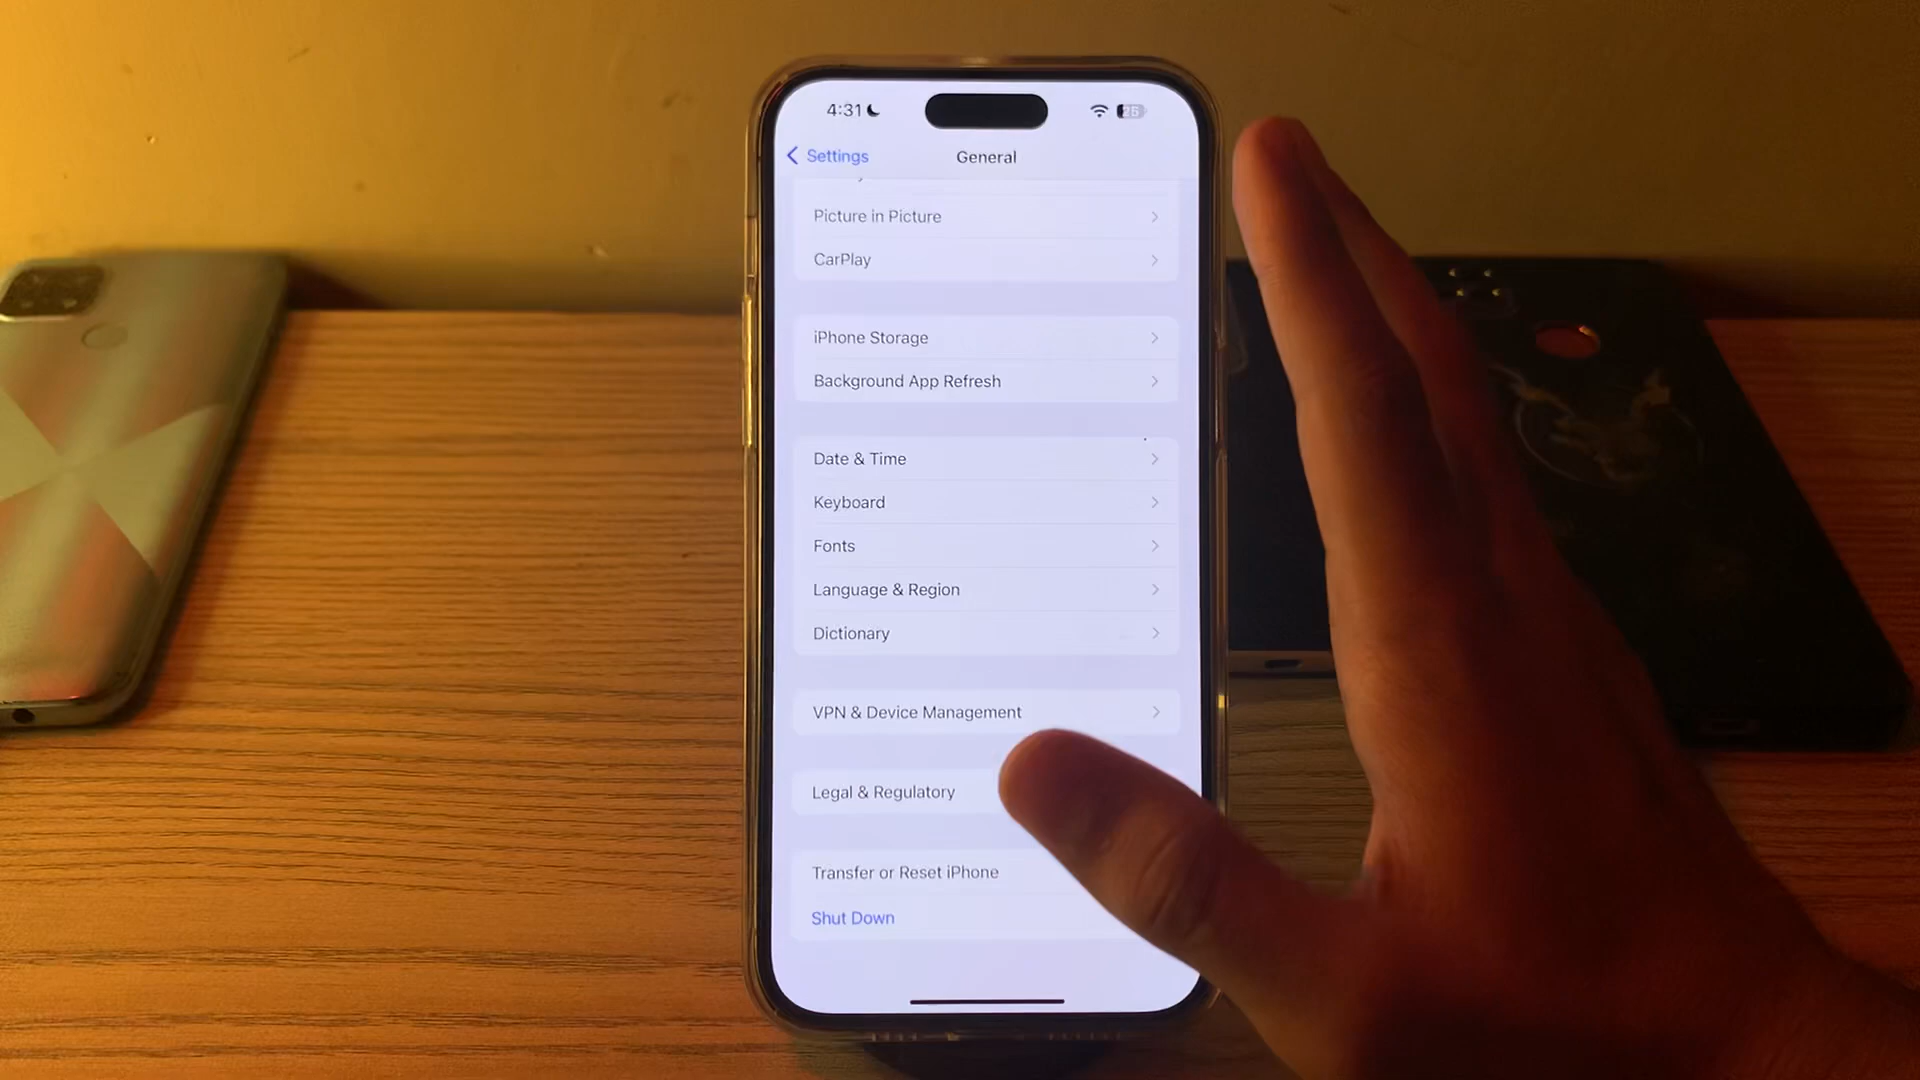 4:31
Settings
General
Picture in Picture
CarPlay
iPhone Storage
Background App Refresh
Date & Time
Keyboard
Fonts
Language & Region
Dictionary
VPN & Device Management
Legal & Regulatory
Transfer or Reset iPhone
Shut Down